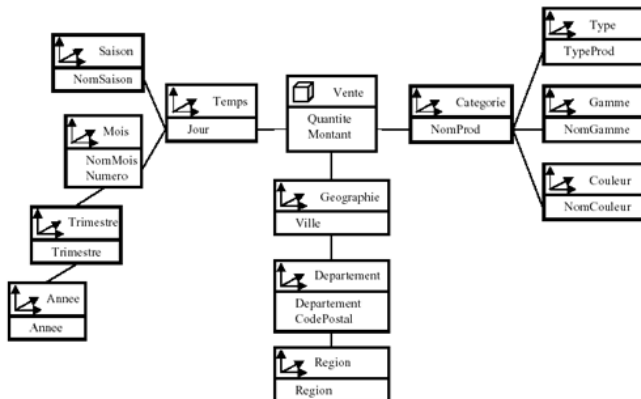 Saison
NomSaison
Mois
NomMois
Numero
Trimestre
Trimestre
Annee
Annee
Temps
Jour
Vente
Quantite
Montant
Geographie
Ville
Departement
Departement
CodePostal
Region
Region
Categorie
NomProd
Type
TypeProd
Gamme
NomGamme
Couleur
NomCouleur